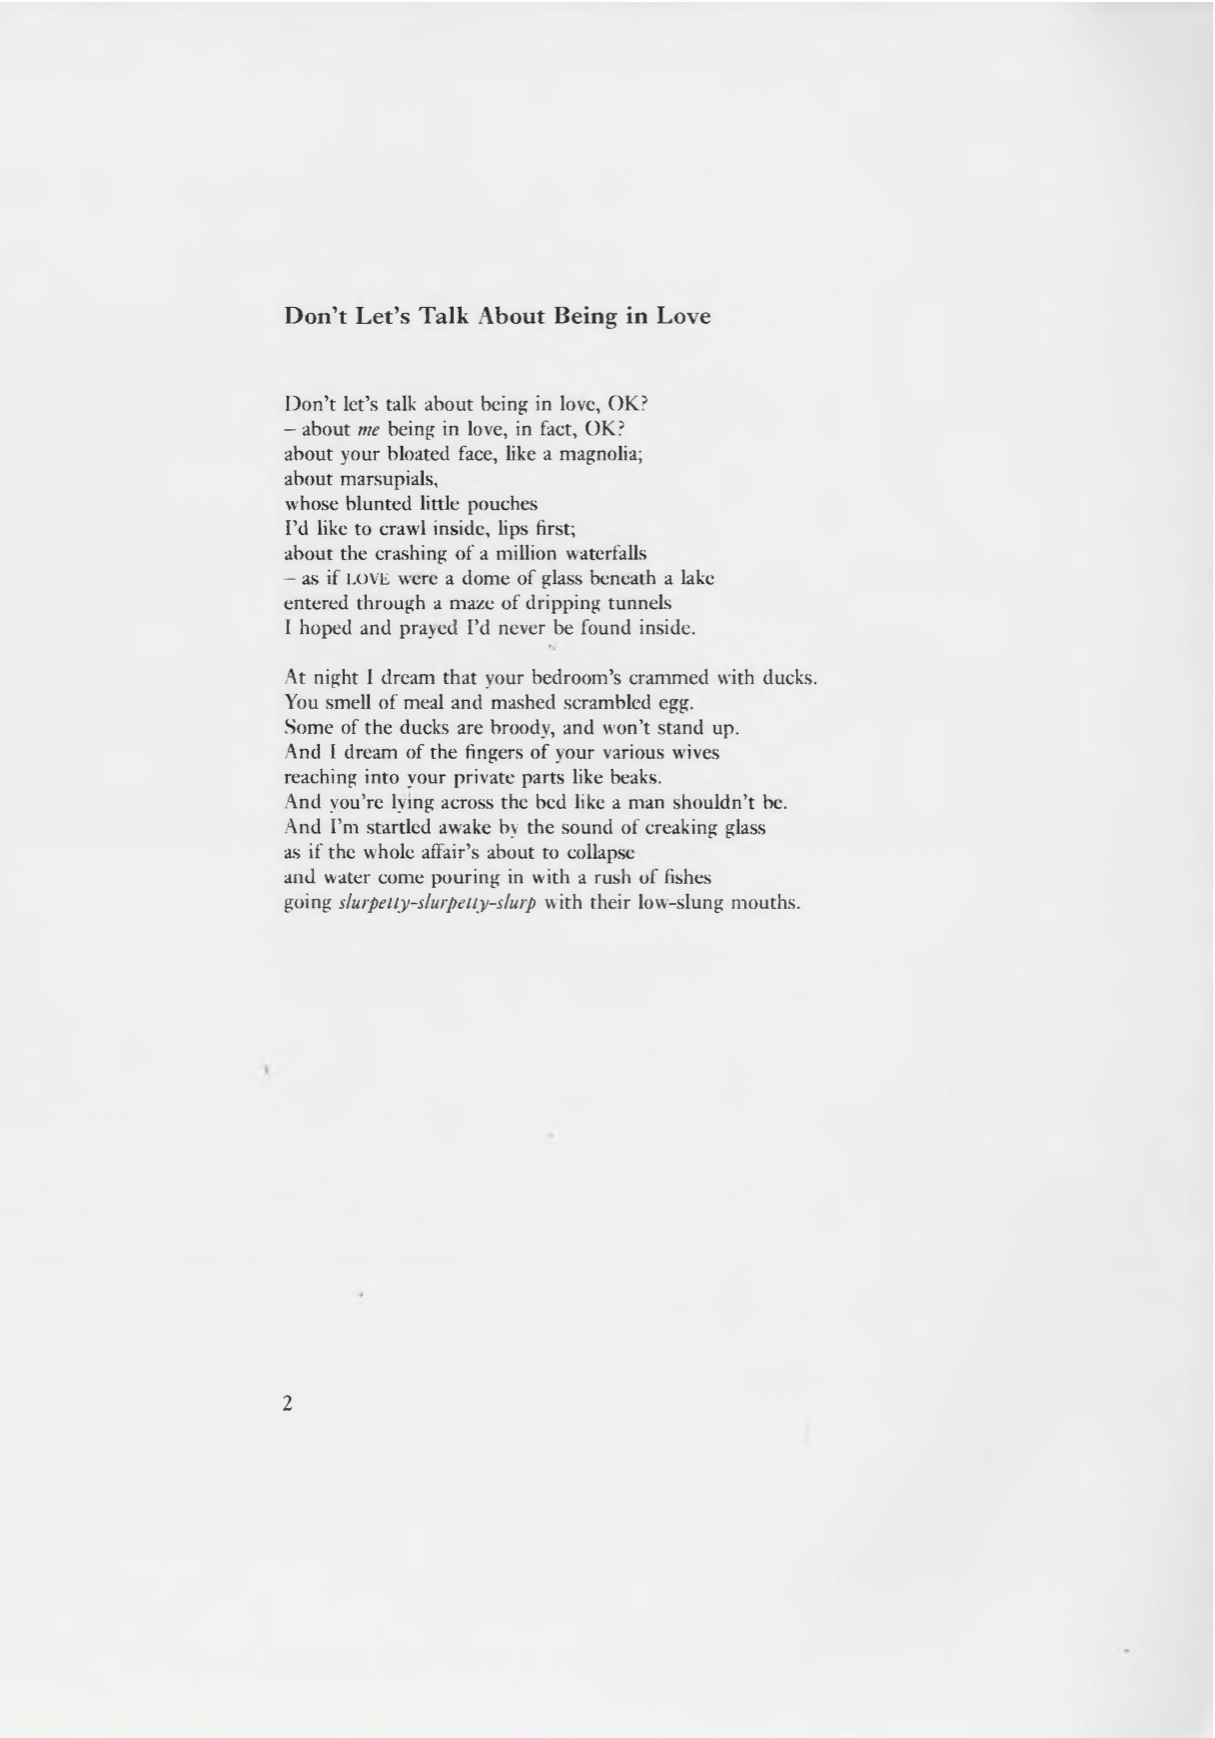 Don't Let's Talk About Being in Love
Don't let's talk about being in love, OK?
– about me being in love, in fact, OK?
about your bloated face, like a magnolia;
about marsupials,
whose blunted little pouches
I'd like to crawl inside, lips first;
about the crashing of a million waterfalls
– as if LOVE were a dome of glass beneath a lake
entered through a maze of dripping tunnels
I hoped and prayed I'd never be found inside.
At night I dream that your bedroom's crammed with ducks.
You smell of meal and mashed scrambled egg.
Some of the ducks are broody, and won't stand up.
And I dream of the fingers of your various wives
reaching into your private parts like beaks.
And you're lying across the bed like a man shouldn't be.
And I'm startled awake by the sound of creaking glass
as if the whole affair's about to collapse
and water come pouring in with a rush of fishes
going slurpetty-slurpetty-slurp with their low-slung mouths.
2